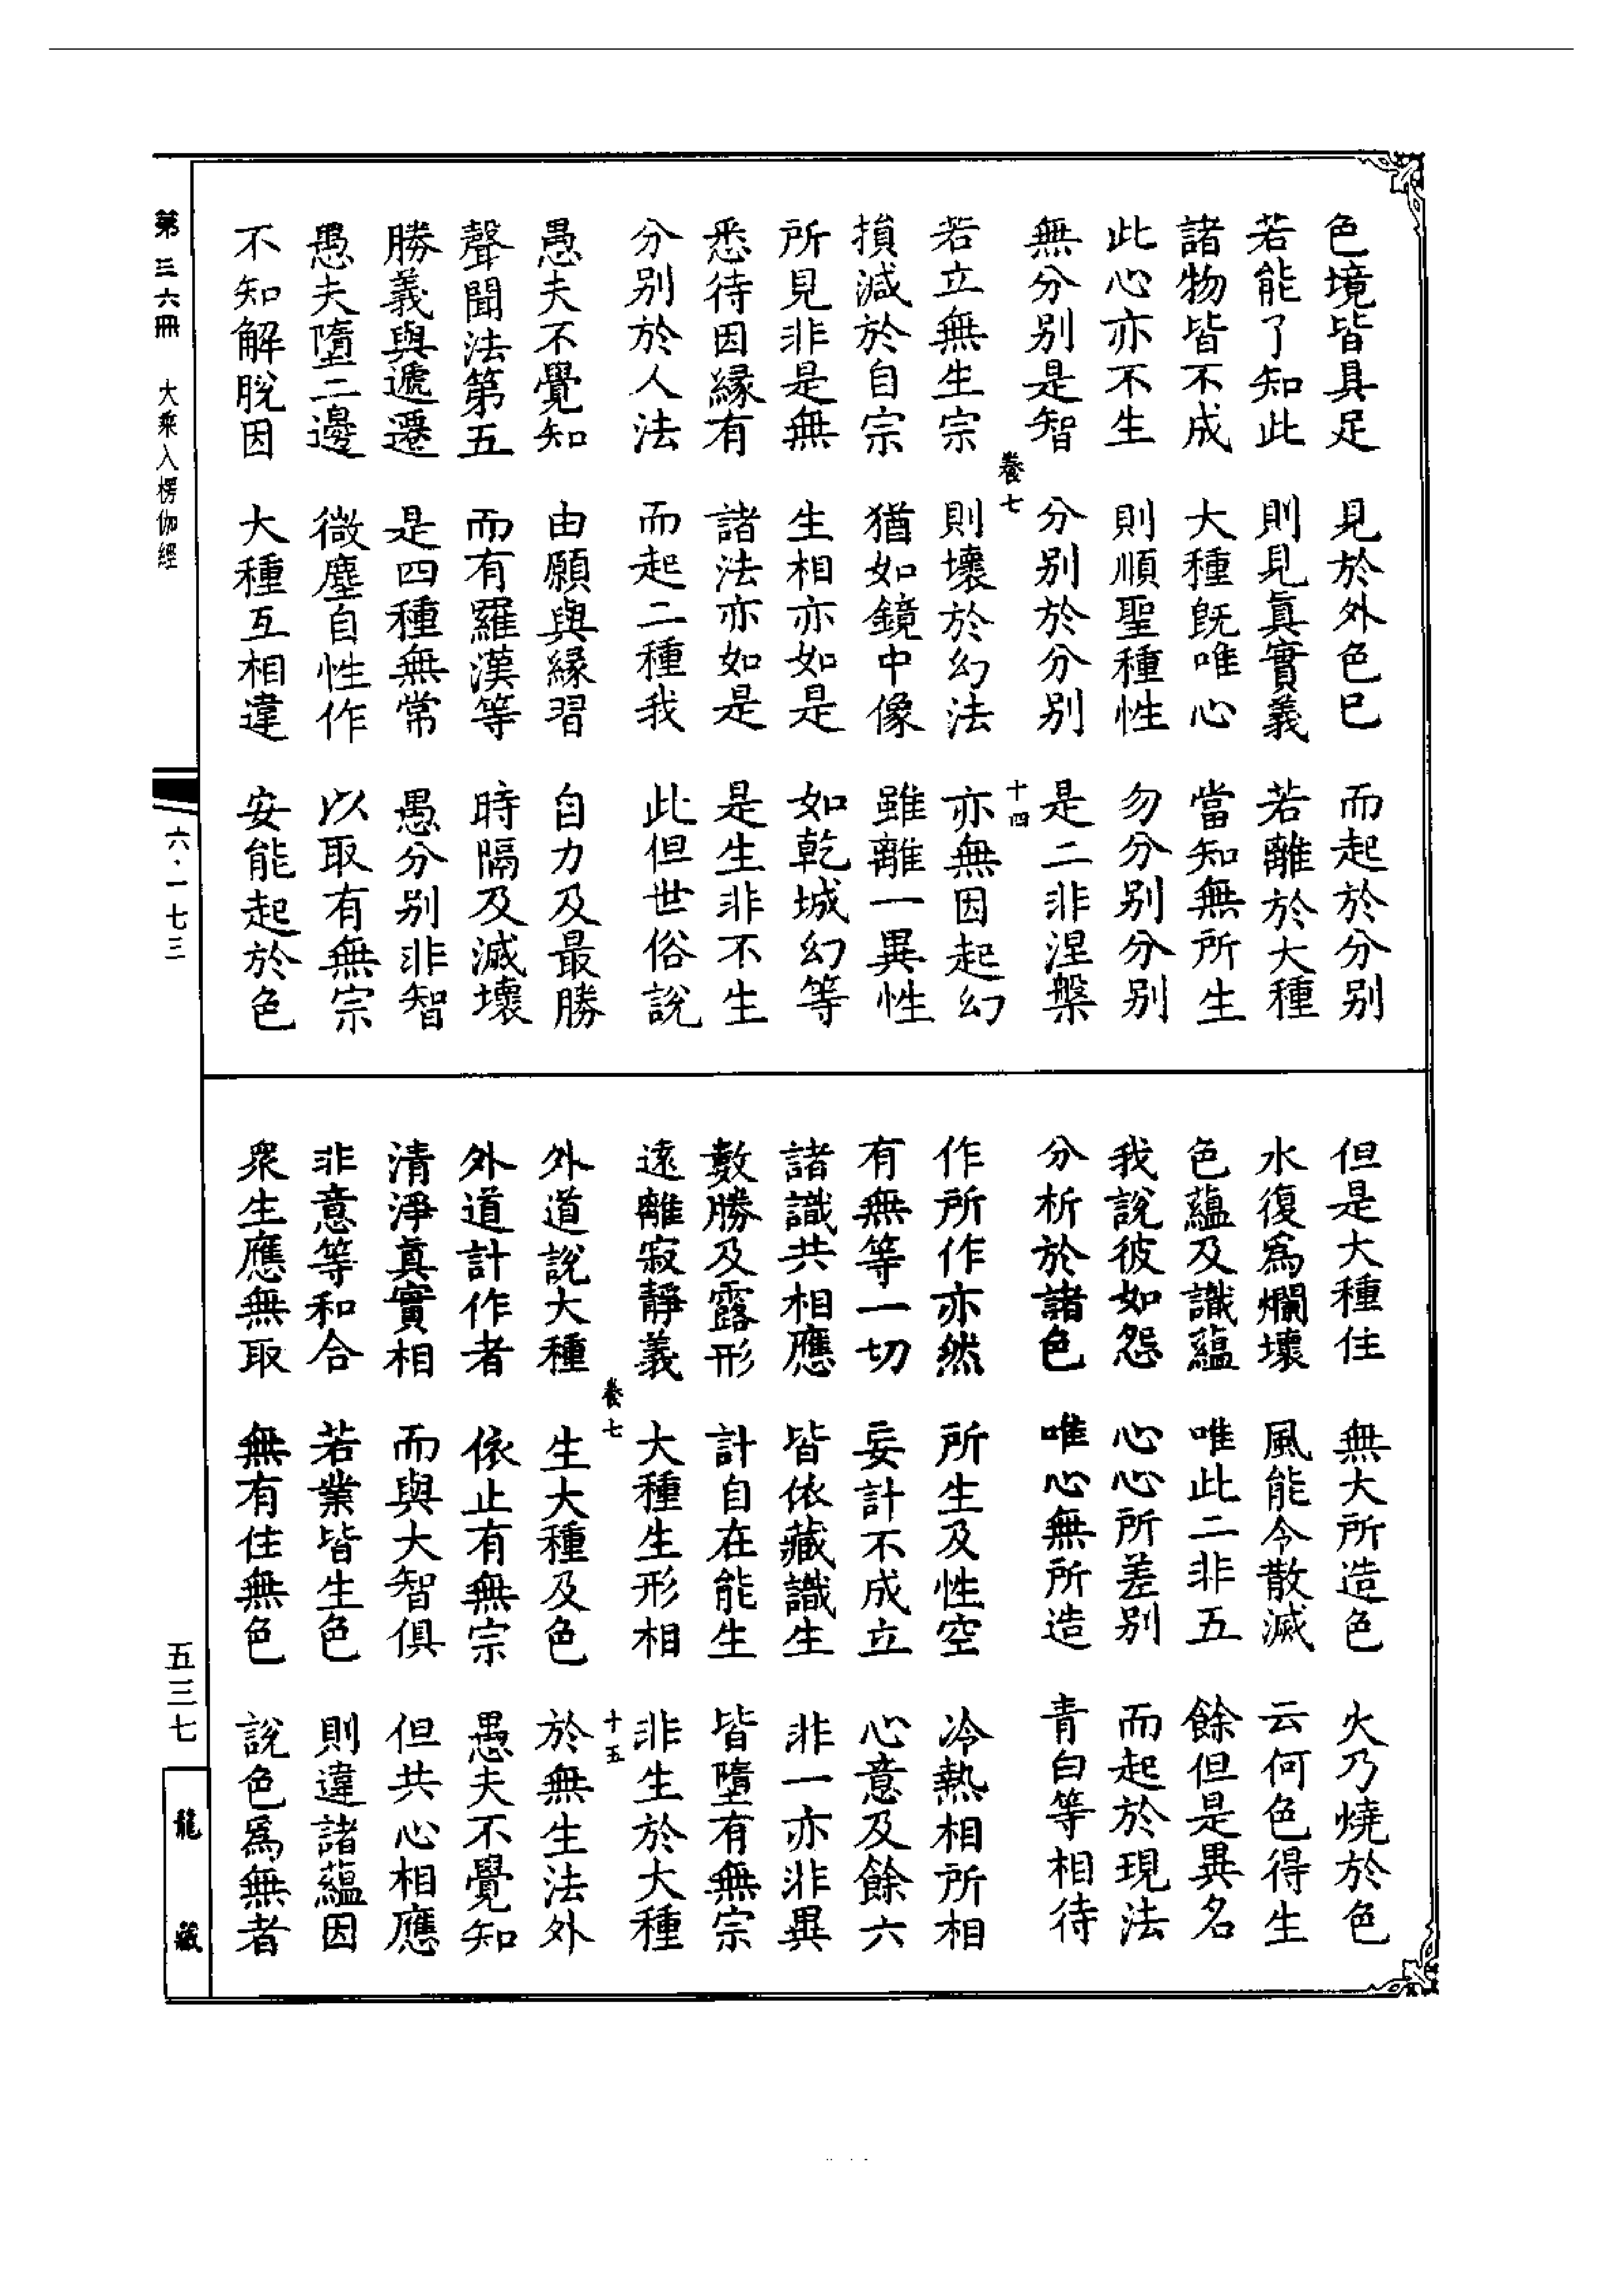 色境皆具足　見於外色已　而起於分别
若能了知此　則見真實義　若離於大種
諸物皆不成　大種旣唯心　當知無所生
此心亦不生　則順聖種性　勿分别分别
無分别是智　分别於分别　是二非涅槃
卷七　十四
若立無生宗　則壞於幻法　亦無因起幻
損減於自宗　猶如鏡中像　雖離一異性
所見非是無　生相亦如是　如乾城幻等
悉待因縁有　諸法亦如是　是生非不生
分别於人法　而起二種我　此但世俗說
愚夫不覺知　由願與縁習　自力及最勝
聲聞法第五　而有羅漢等　時隔及滅壞
勝義與遞遷　是四種無常　愚分别非智
愚夫墮二邊　微塵自性作　以取有無宗
不知解脫因　大種互相違　安能起於色
但是大種住　無大所造色　火乃燒於色
水復爲爛壞　風能令散滅　云何色得生
色蘊及識蘊　唯此二非五　餘但是異名
我說彼如怨　心心所差别　而起於現法
分析於諸色　唯心無所造　青白等相待
作所作亦然　所生及性空　冷熱相所相
有無等一切　妄計不成立　心意及餘六
諸識共相應　皆依藏識生　非一亦非異
數勝及露形　計自在能生　皆墮有無宗
遠離寂靜義　大種生形相　非生於大種
卷七　十五
外道說大種　生大種及色　於無生法外
外道計作者　依止有無宗　愚夫不覺知
清淨真實相　而與大智俱　但共心相應
非意等和合　若業皆生色　則違諸蘊因
衆生應無取　無有住無色　說色爲無者
第三六冊　大乘入楞伽經　六·一七三　五三七　龍藏